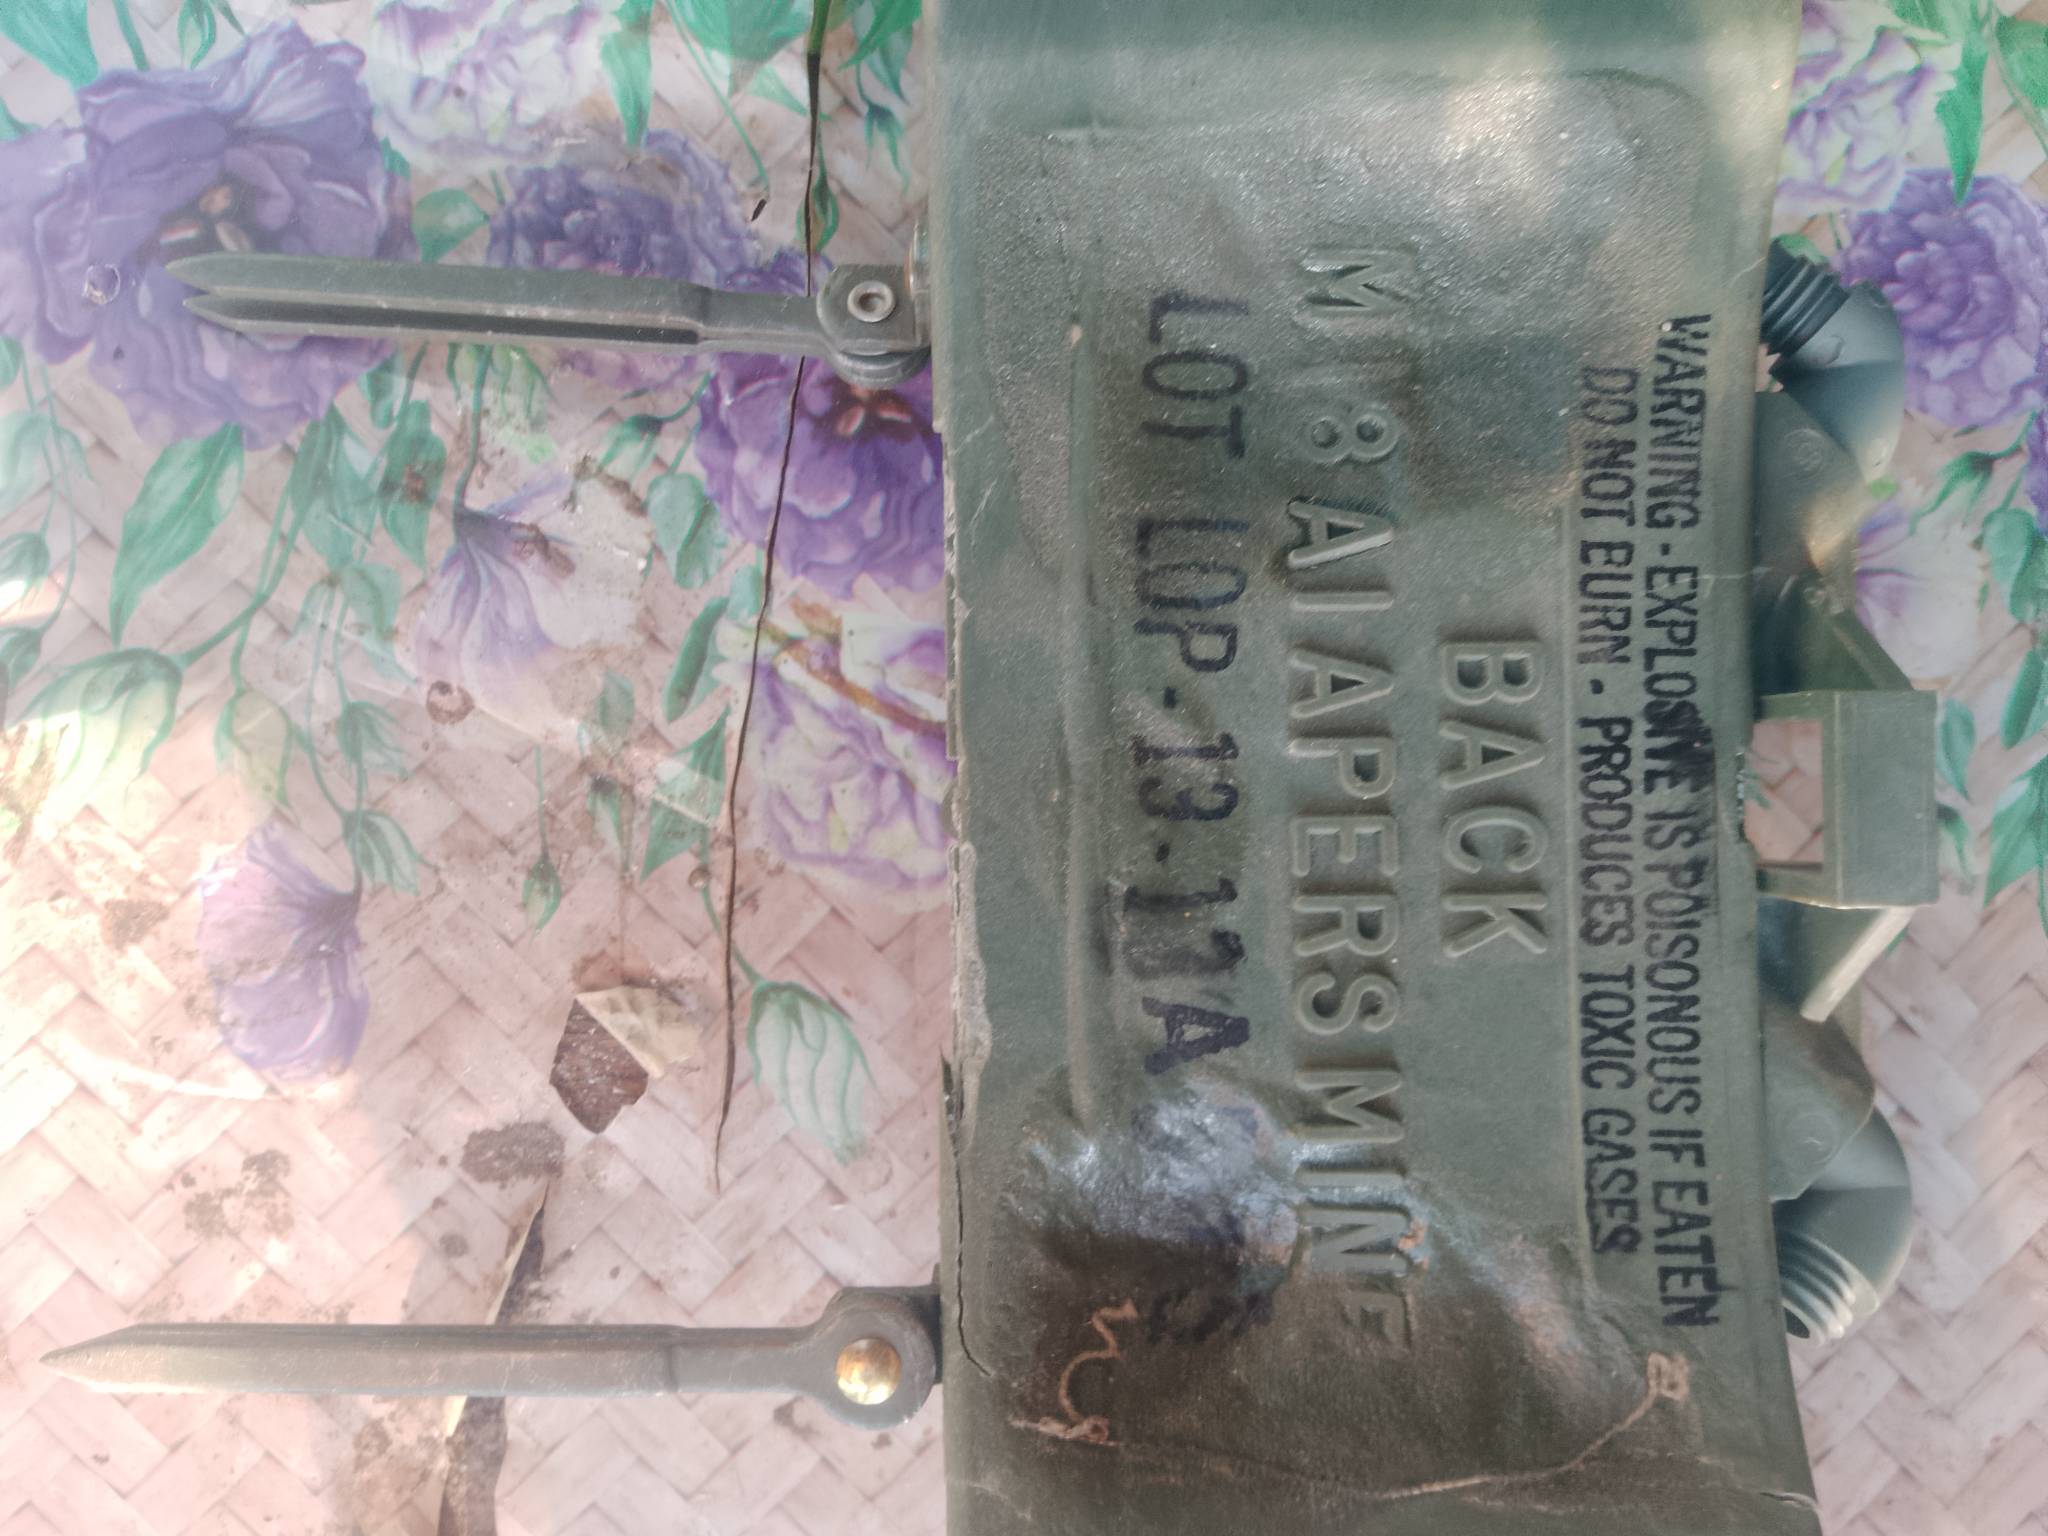 WARNING - EXPLOSIVE IS POISONOUS IF EATEN
DO NOT BURN - PRODUCES TOXIC GASES
BACK
M18A1 APERS MINE
LOT LOP-13-12A